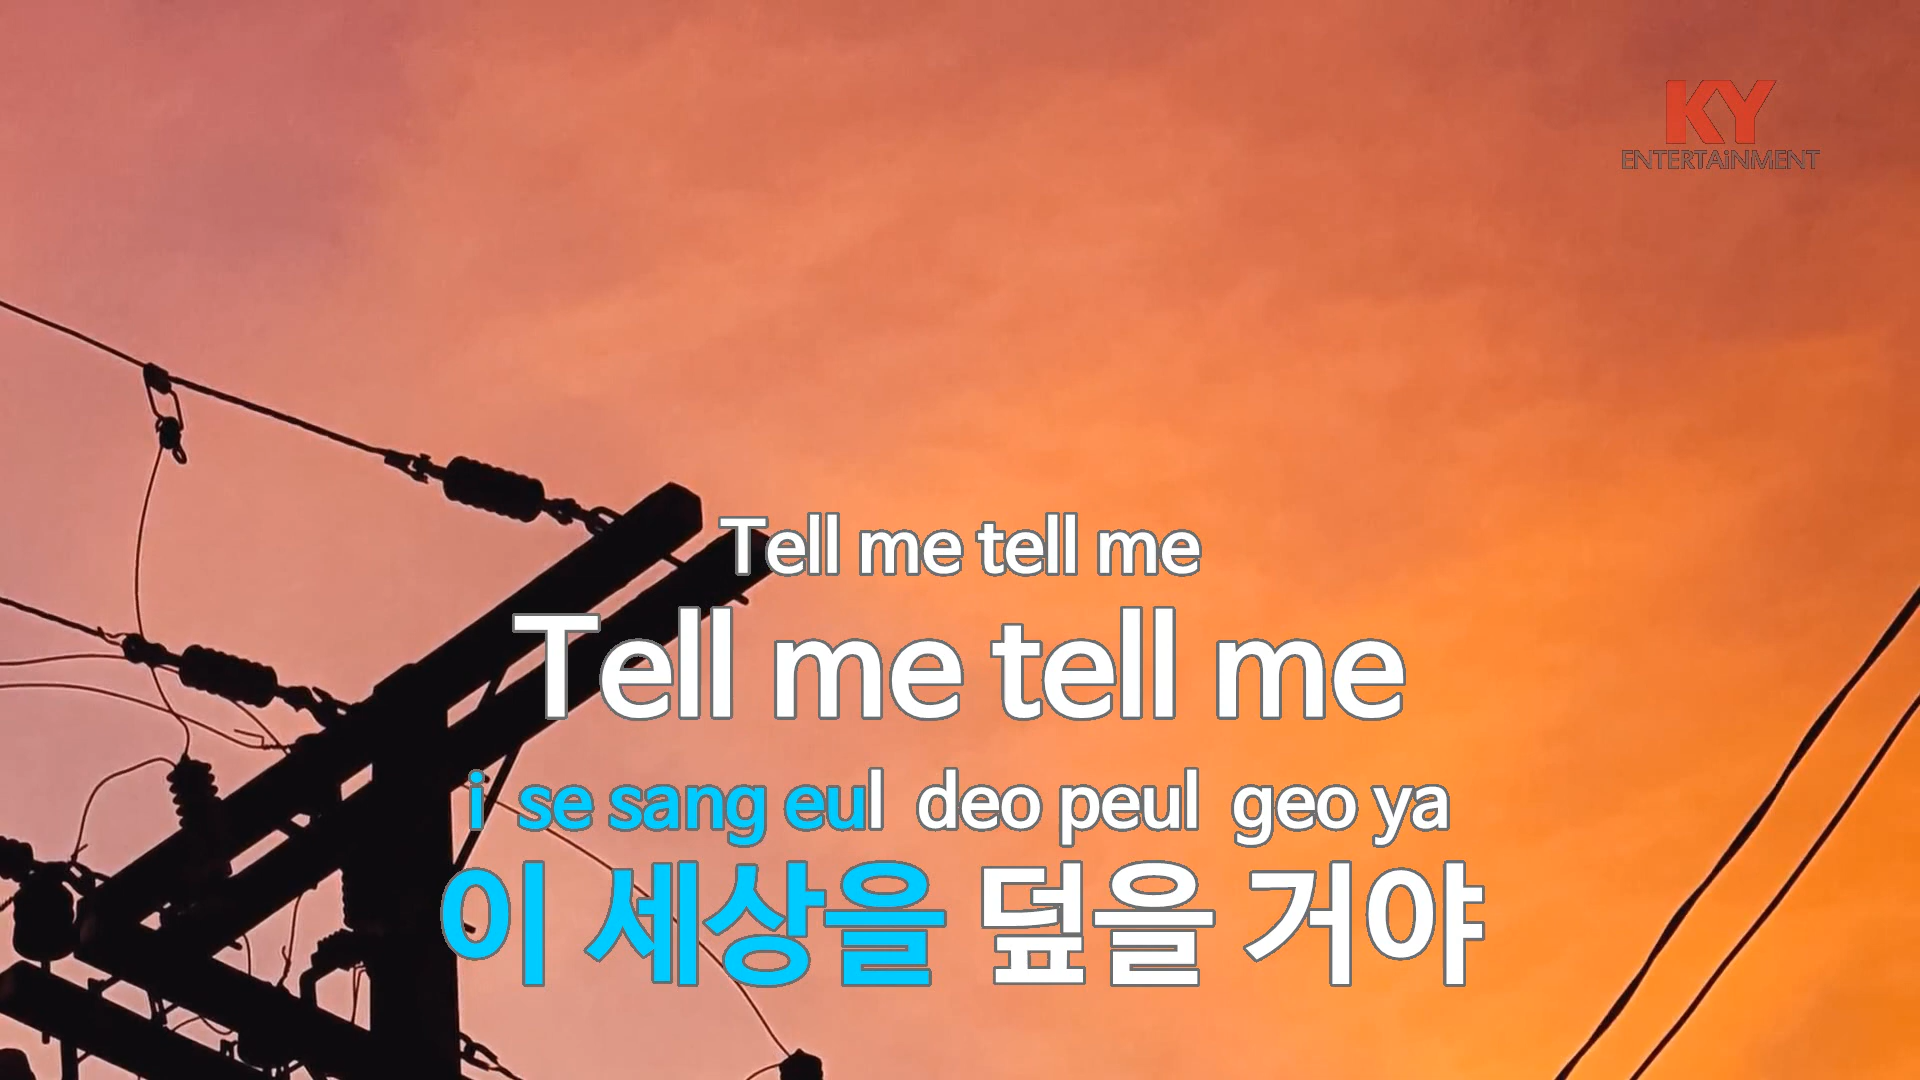 KY
ENTERTAiNMENT
Tell me tell me
Tell me tell me
i se sang eul deo peul geo ya
이 세상을 덮을 거야